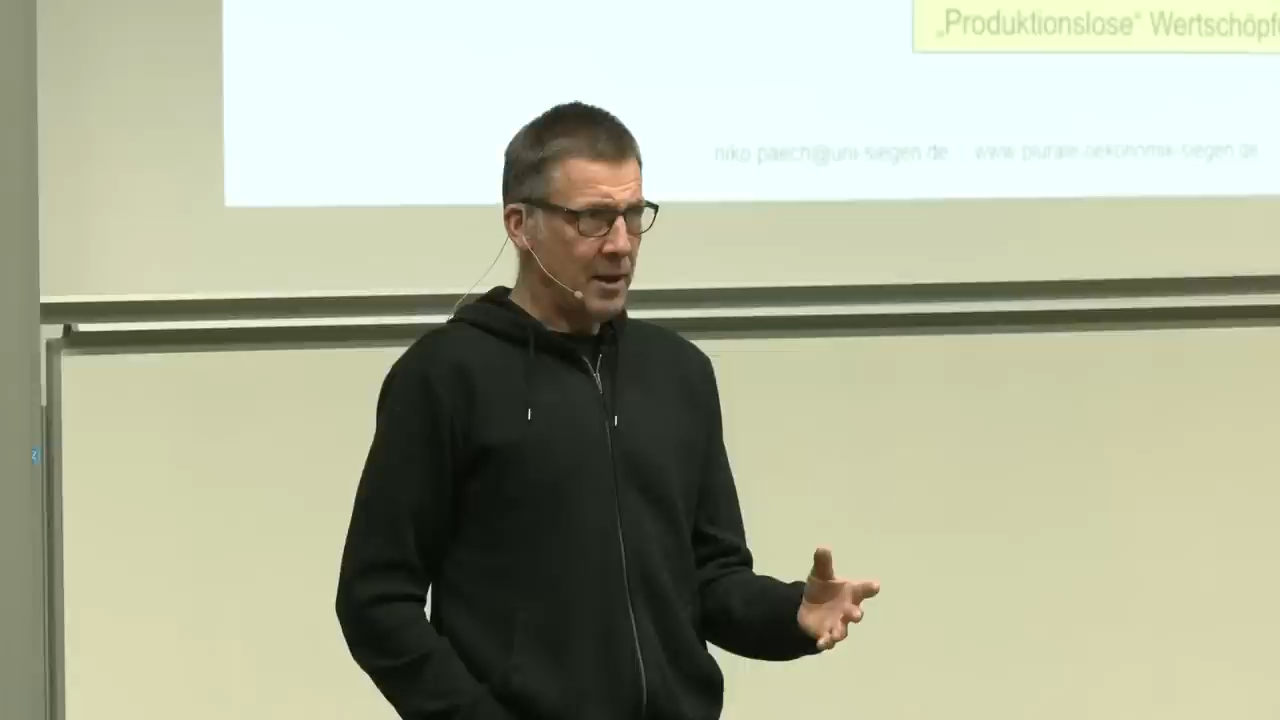 „Produktionslose“ Wertschöpf
niko.paech@uni-siegen.de | www.plurale-oekonomik-siegen.de
z